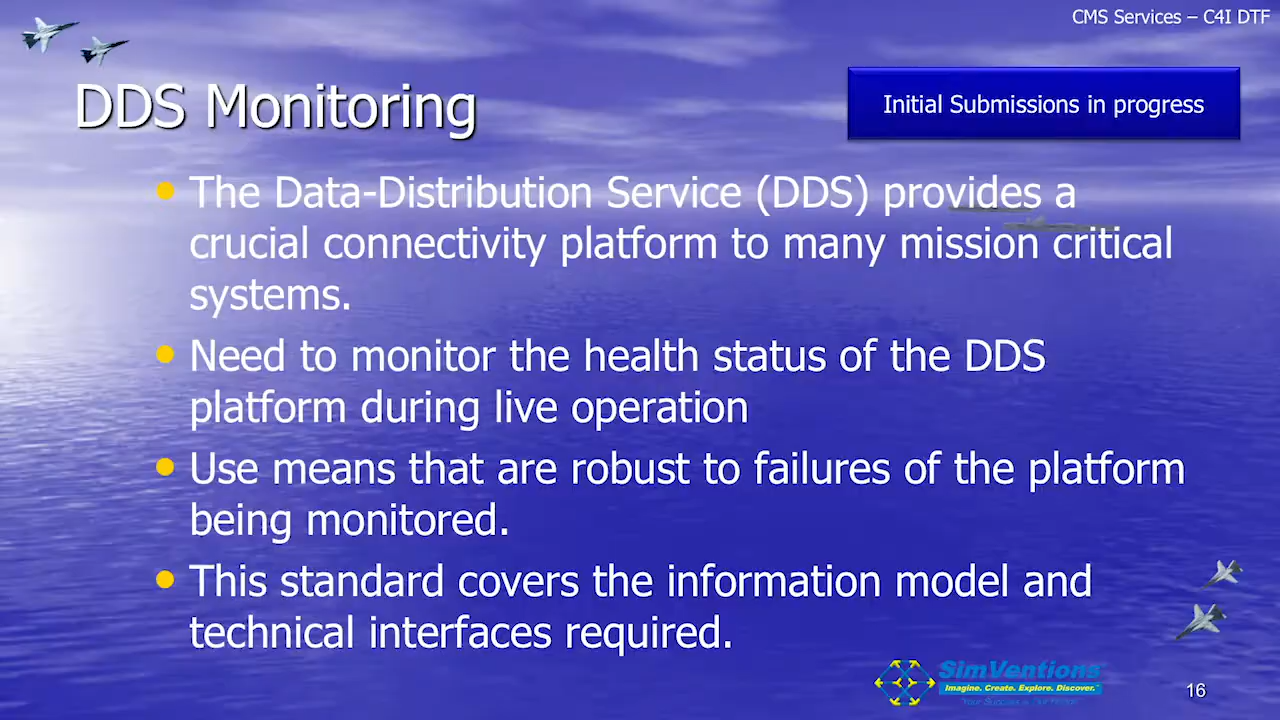 CMS Services – C4I DTF
DDS Monitoring
Initial Submissions in progress
The Data-Distribution Service (DDS) provides a
crucial connectivity platform to many mission critical
systems.
Need to monitor the health status of the DDS
platform during live operation
Use means that are robust to failures of the platform
being monitored.
This standard covers the information model and
technical interfaces required.
SimVentions
Imagine. Create. Explore. Discover.
16